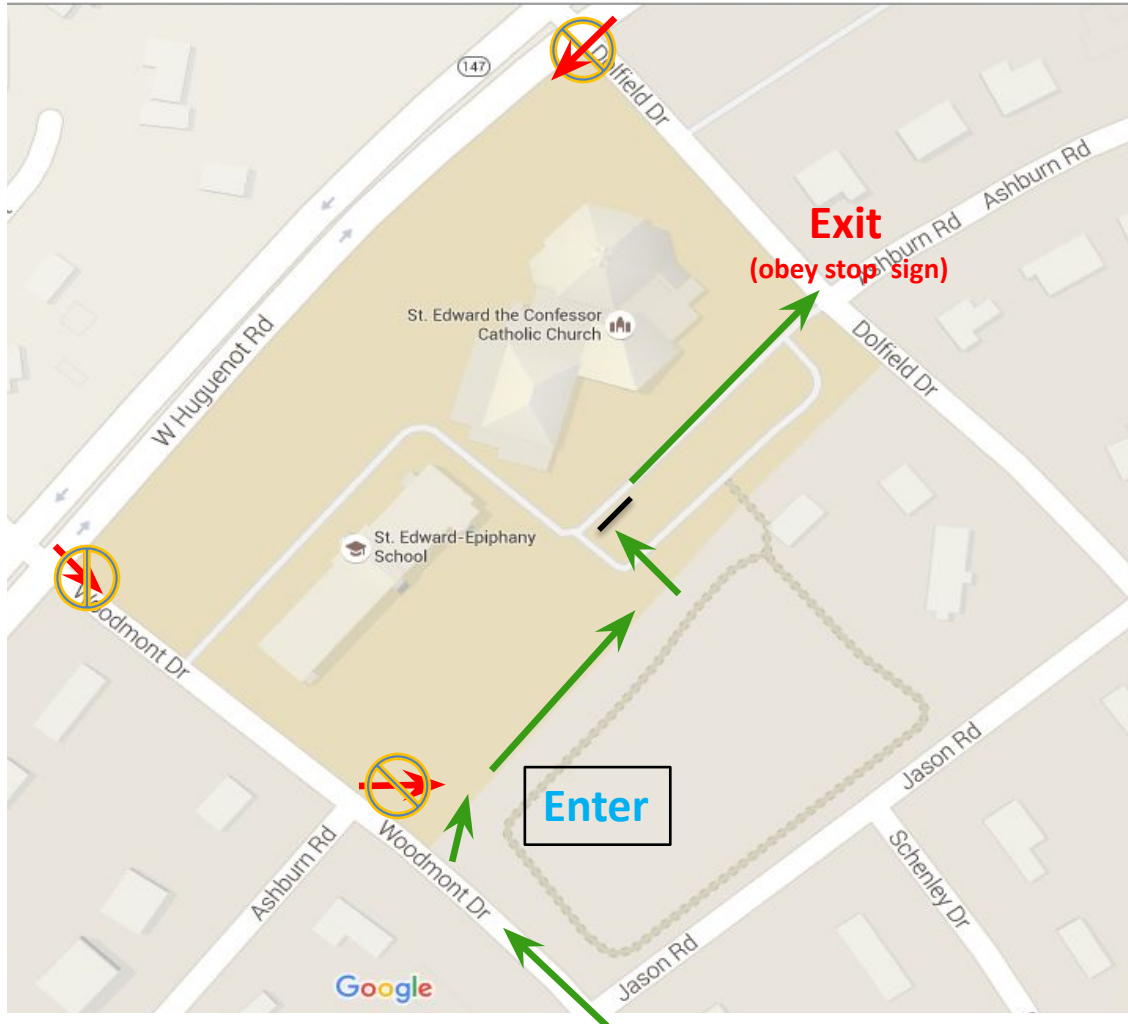 147
Dolfield Dr
Ashburn Rd
Exit
Ashburn Rd
(obey stop sign)
St. Edward the Confessor
Catholic Church
Dolfield Dr
W Huguenot Rd
St. Edward-Epiphany
School
Woodmont Dr
Jason Rd
Enter
Woodmont Dr
Ashburn Rd
Schenley Dr
Jason Rd
Google